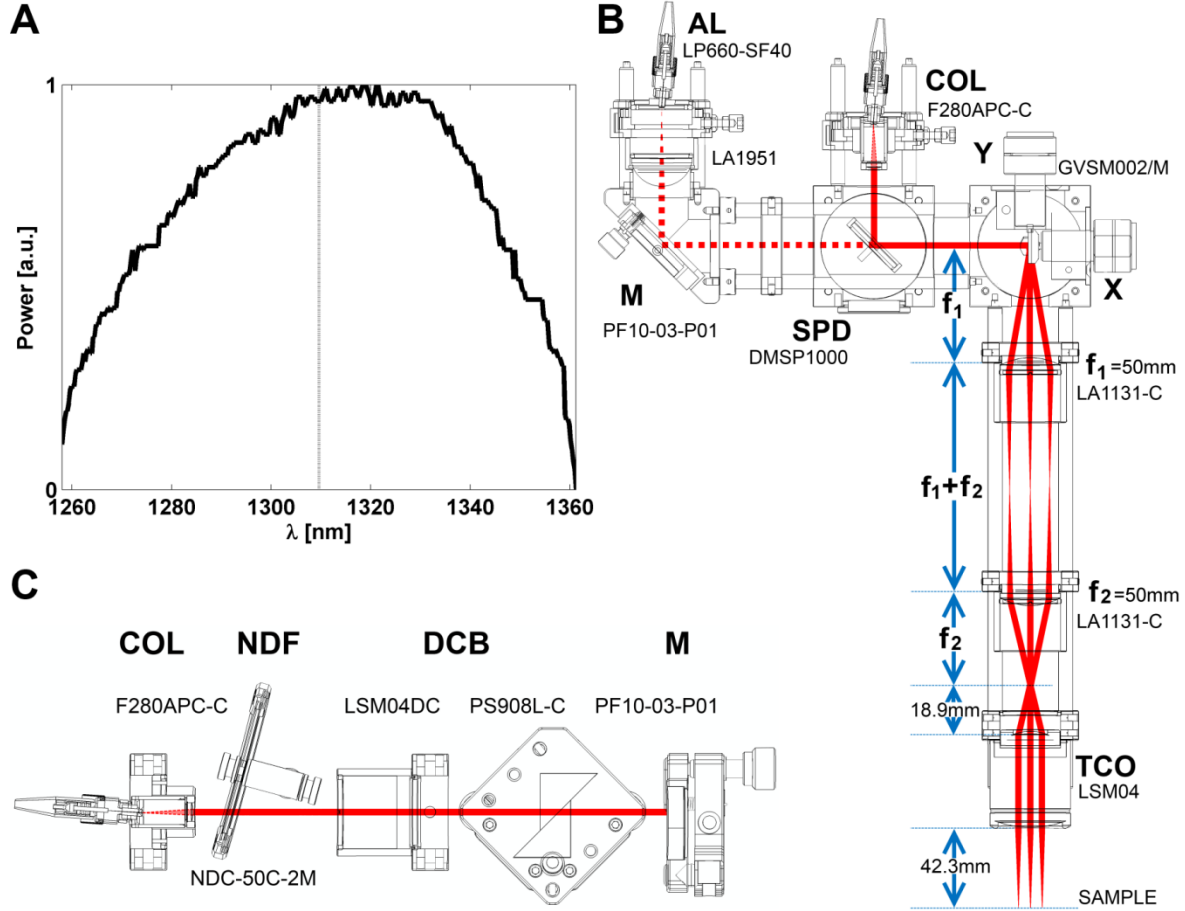 A
1
Power [a.u.]
0
1260 1280 1300 1320 1340 1360
λ [nm]
B
AL
LP660-SF40
COL
F280APC-C
LA1951
Y
GVSM002/M
M
PF10-03-P01
SPD
DMSP1000
X
f1
f1 =50mm
LA1131-C
f1+f2
f2 =50mm
LA1131-C
f2
18.9mm
TCO
LSM04
42.3mm
SAMPLE
C
COL NDF DCB M
F280APC-C LSM04DC PS908L-C PF10-03-P01
NDC-50C-2M